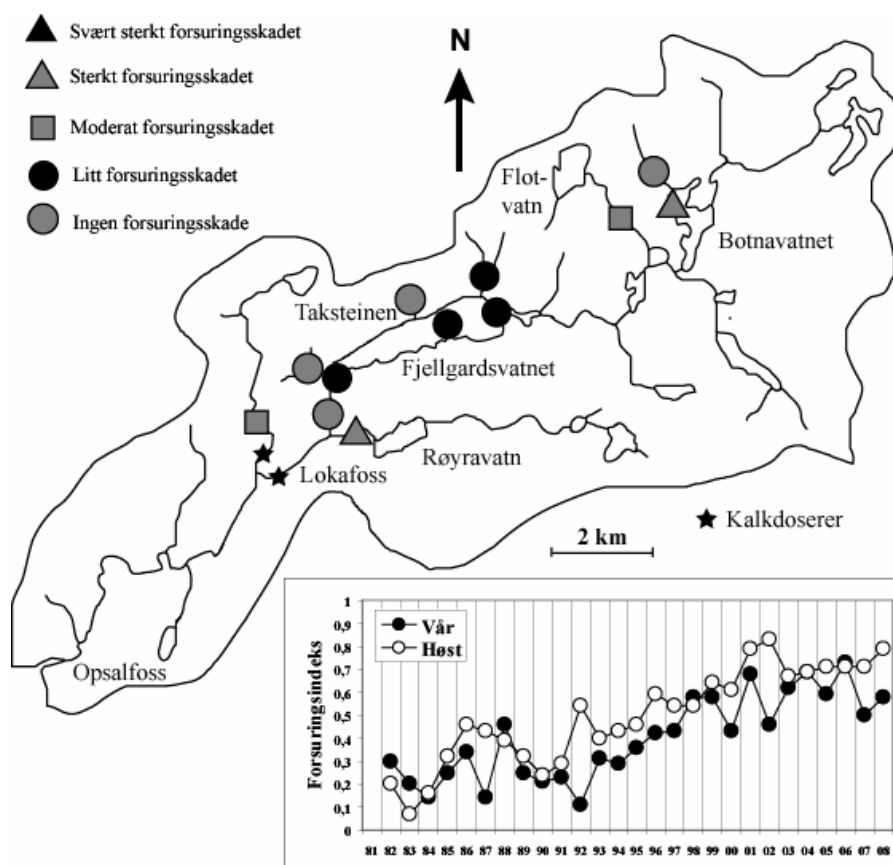 Svært sterkt forsuringsskadet
Sterkt forsuringsskadet
Moderat forsuringsskadet
Litt forsuringsskadet
Ingen forsuringsskade
N
Flot-
vatn
Botnavatnet
Taksteinen
Fjellgardsvatnet
Røyravatn
Lokafoss
Kalkdoserer
2 km
Opsalfoss
Forsuringsindeks
1
0,9
0,8
0,7
0,6
0,5
0,4
0,3
0,2
0,1
0
Vår
Høst
81 82 83 84 85 86 87 88 89 90 91 92 93 94 95 96 97 98 99 00 01 02 03 04 05 06 07 08